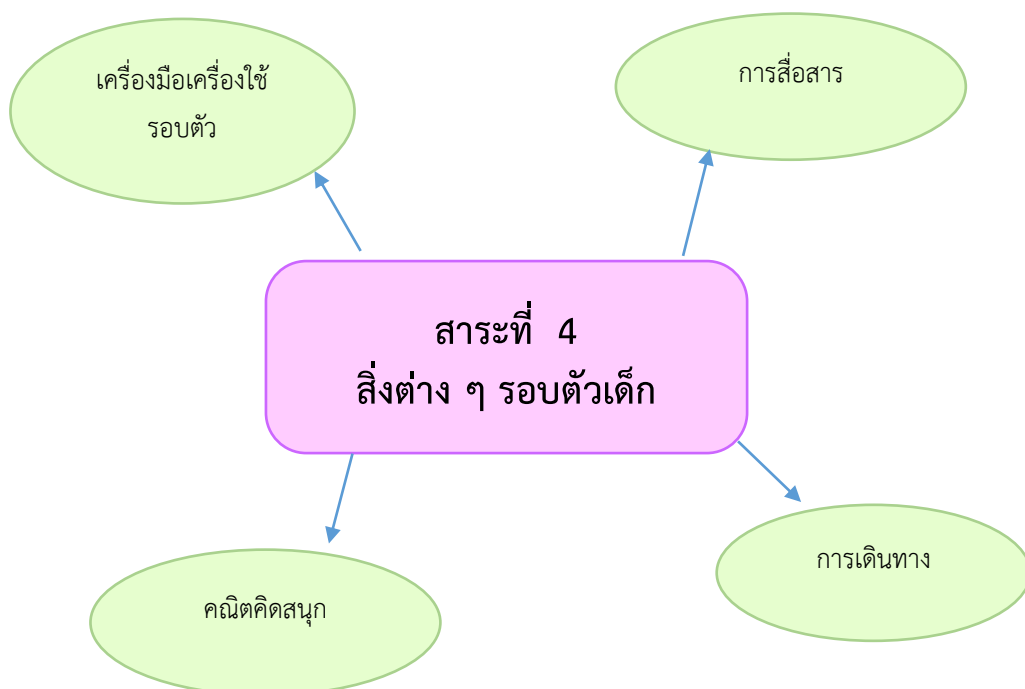 เครื่องมือเครื่องใช้
รอบตัว
การสื่อสาร
สาระที่ 4
สิ่งต่าง ๆ รอบตัวเด็ก
คณิตคิดสนุก
การเดินทาง